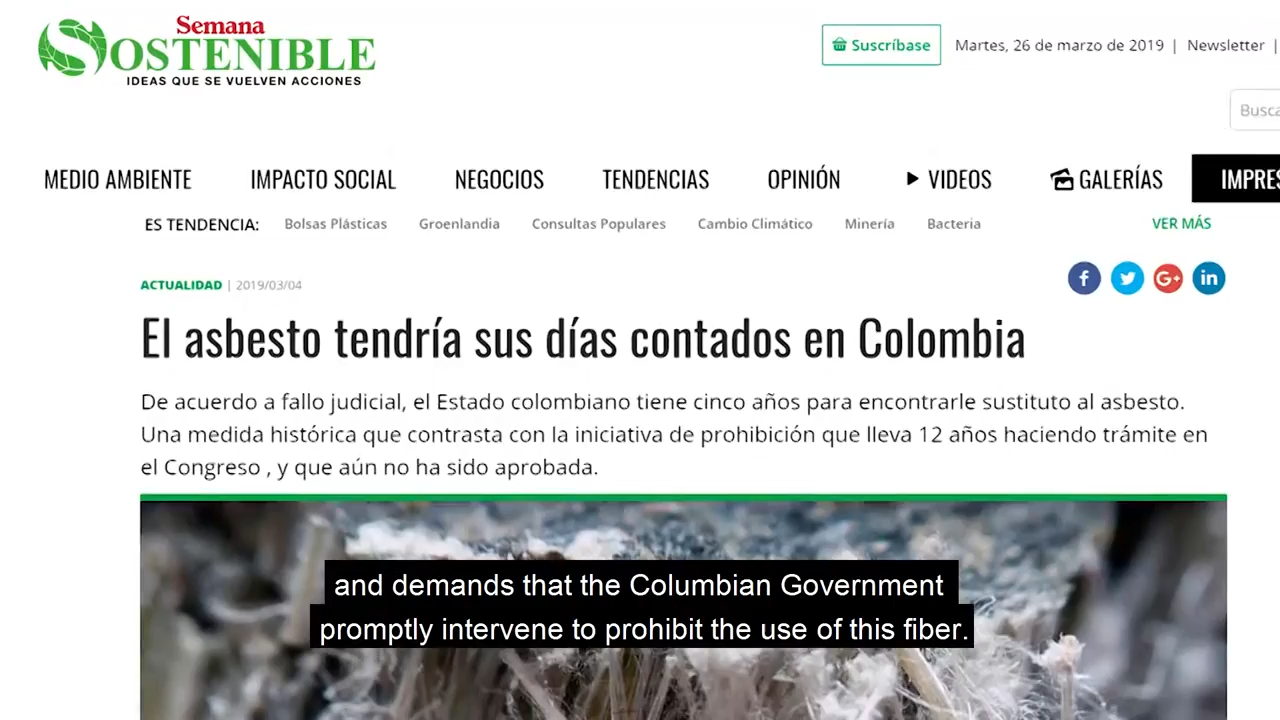 Semana
SOSTENIBLE
IDEAS QUE SE VUELVEN ACCIONES
Suscríbase Martes, 26 de marzo de 2019 | Newsletter |
MEDIO AMBIENTE IMPACTO SOCIAL NEGOCIOS TENDENCIAS OPINIÓN VIDEOS GALERÍAS
ES TENDENCIA: Bolsas Plásticas Groenlandia Consultas Populares Cambio Climático Minería Bacteria VER MÁS
ACTUALIDAD | 2019/03/04
f G+ in
El asbesto tendría sus días contados en Colombia
De acuerdo a fallo judicial, el Estado colombiano tiene cinco años para encontrarle sustituto al asbesto.
Una medida histórica que contrasta con la iniciativa de prohibición que lleva 12 años haciendo trámite en
el Congreso , y que aún no ha sido aprobada.
and demands that the Columbian Government
promptly intervene to prohibit the use of this fiber.